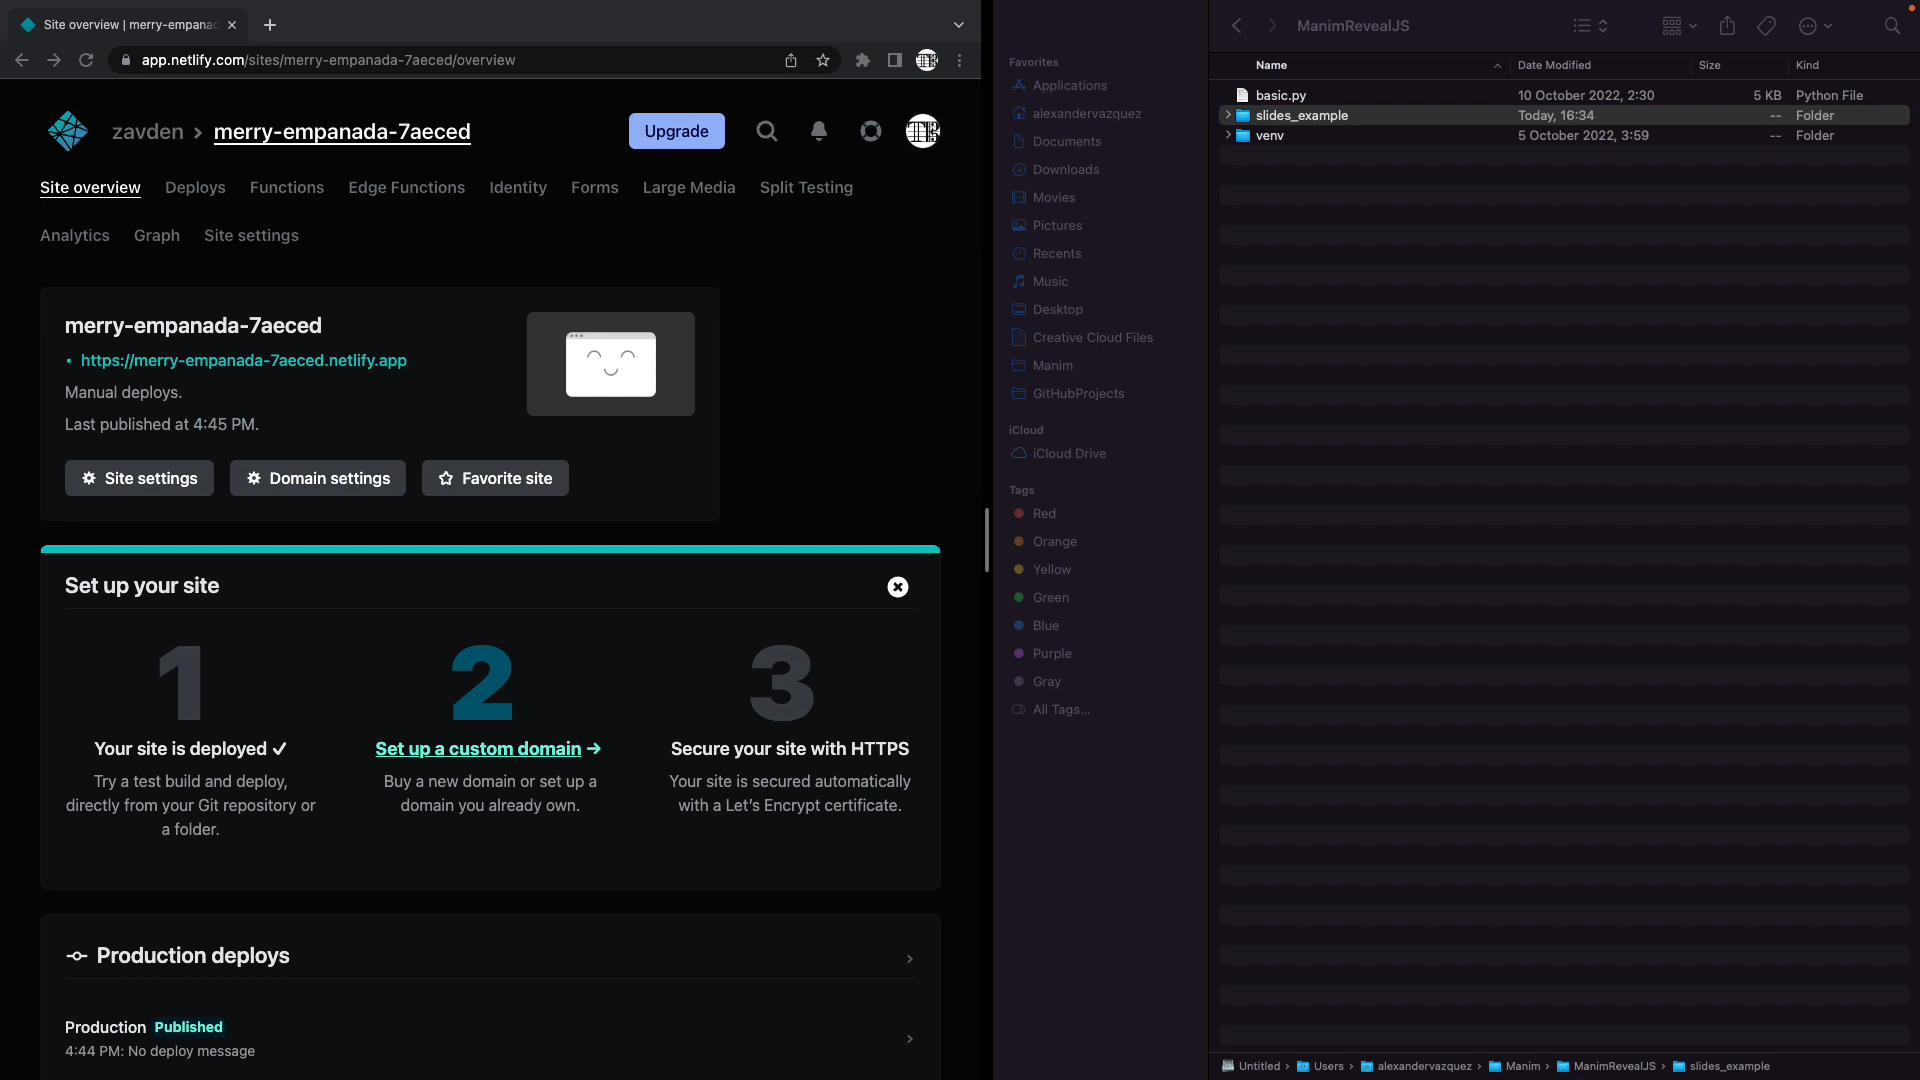 Site overview | merry-empanad
app.netlify.com/sites/merry-empanada-7aeced/overview
zavden > merry-empanada-7aeced
Upgrade
Site overview Deploys Functions Edge Functions Identity Forms Large Media Split Testing
Analytics Graph Site settings
merry-empanada-7aeced
• https://merry-empanada-7aeced.netlify.app
Manual deploys.
Last published at 4:45 PM.
Site settings
Domain settings
Favorite site
Set up your site
1
Your site is deployed ✓
Try a test build and deploy,
directly from your Git repository or
a folder.
2
Set up a custom domain →
Buy a new domain or set up a
domain you already own.
3
Secure your site with HTTPS
Your site is secured automatically
with a Let's Encrypt certificate.
Production deploys
Production Published
4:44 PM: No deploy message
Favorites
Applications
alexandervazquez
Documents
Downloads
Movies
Pictures
Recents
Music
Desktop
Creative Cloud Files
Manim
GitHubProjects
iCloud
iCloud Drive
Tags
Red
Orange
Yellow
Green
Blue
Purple
Gray
All Tags...
ManimRevealJS
Name Date Modified Size Kind
basic.py 10 October 2022, 2:30 5 KB Python File
slides_example Today, 16:34 -- Folder
venv 5 October 2022, 3:59 -- Folder
Untitled › Users › alexandervazquez › Manim › ManimRevealJS › slides_example